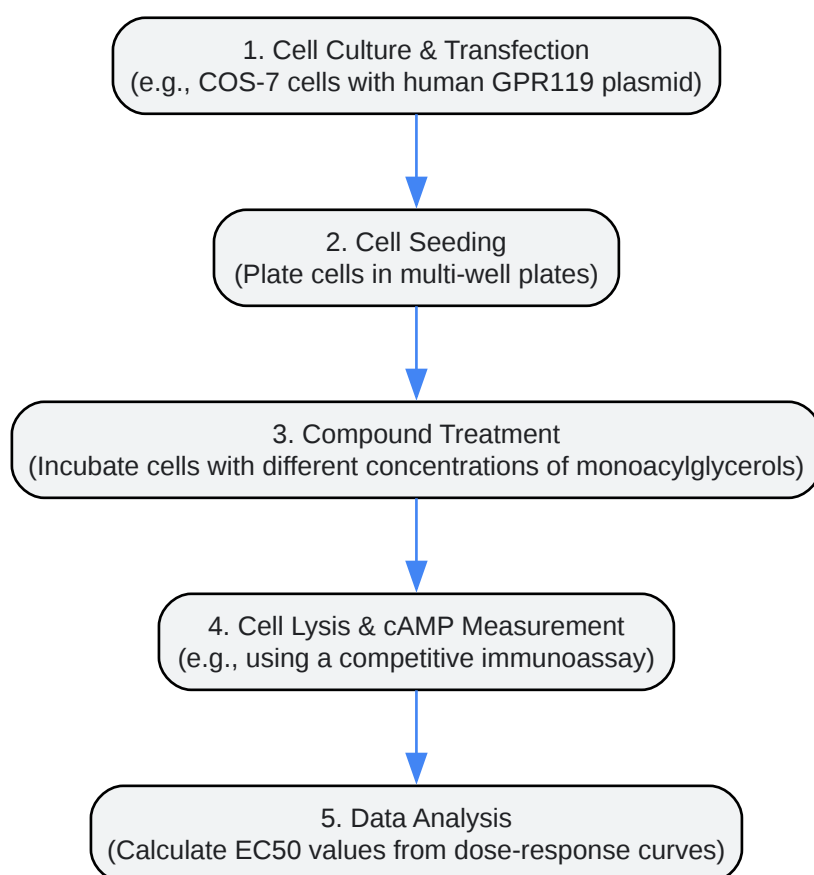 1. Cell Culture & Transfection
(e.g., COS-7 cells with human GPR119 plasmid)
2. Cell Seeding
(Plate cells in multi-well plates)
3. Compound Treatment
(Incubate cells with different concentrations of monoacylglycerols)
4. Cell Lysis & cAMP Measurement
(e.g., using a competitive immunoassay)
5. Data Analysis
(Calculate EC50 values from dose-response curves)